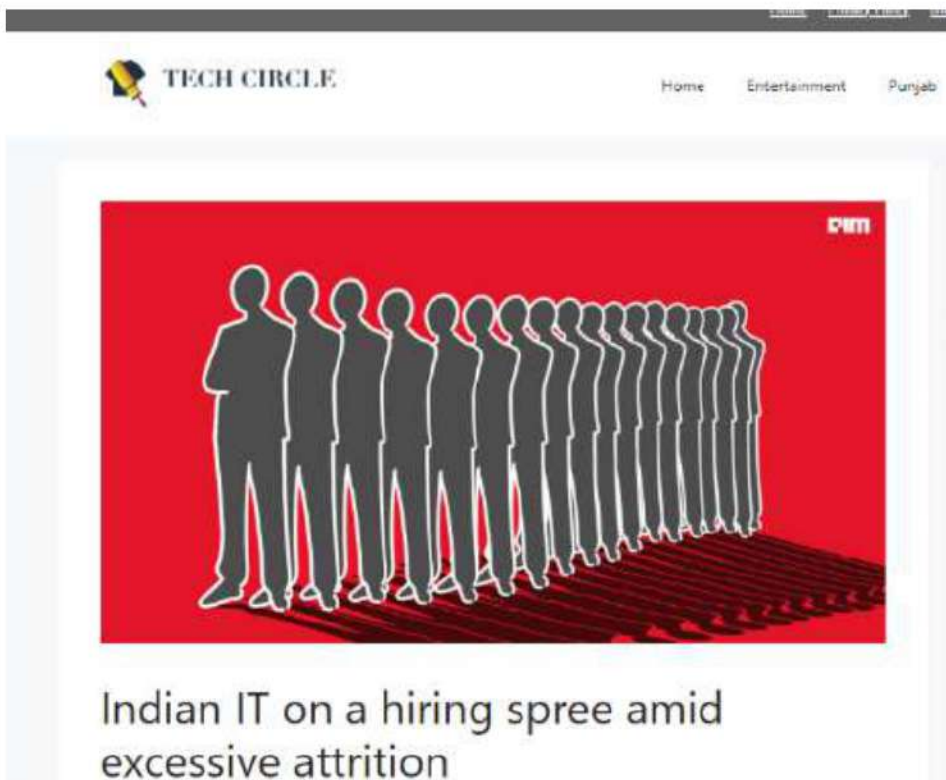 TECH CIRCLE
Home Entertainment Punjab
AIM
Indian IT on a hiring spree amid
excessive attrition